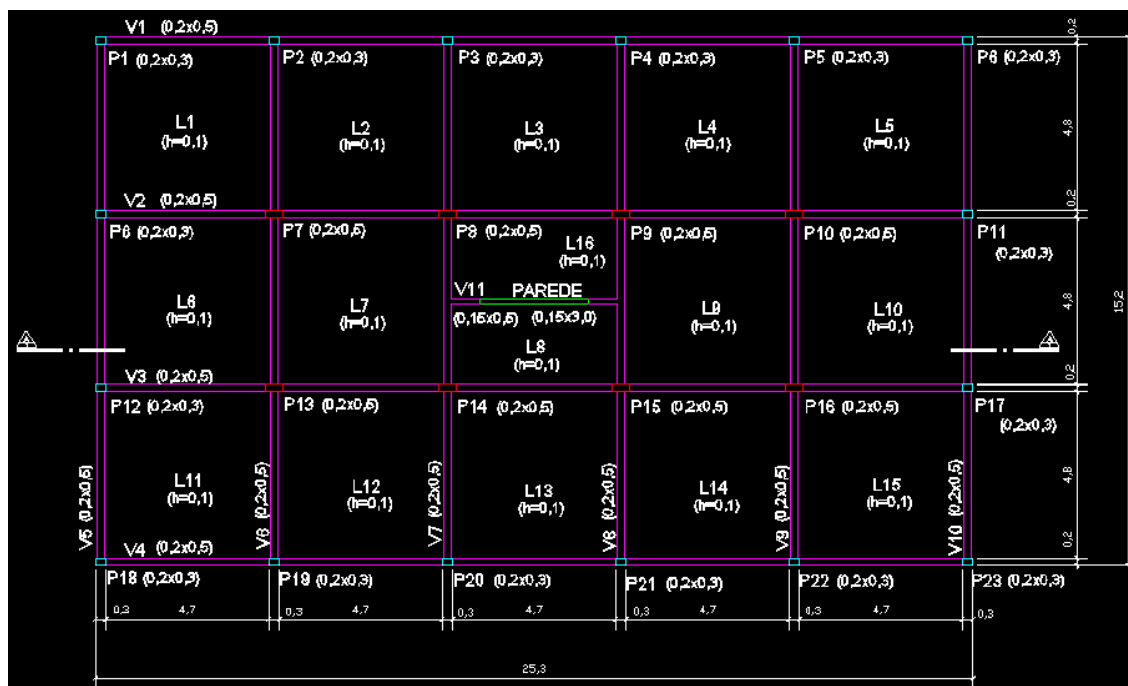 V1 (0,2x0,5)
0,2
P1 (0,2x0,3)
P2 (0,2x0,3)
P3 (0,2x0,3)
P4 (0,2x0,3)
P5 (0,2x0,3)
P6 (0,2x0,3)
L1
(h=0,1)
L2
(h=0,1)
L3
(h=0,1)
L4
(h=0,1)
L5
(h=0,1)
4,8
V2 (0,2x0,5)
0,2
P6 (0,2x0,3)
P7 (0,2x0,5)
P8 (0,2x0,5)
P9 (0,2x0,5)
P10 (0,2x0,5)
P11
(0,2x0,3)
L16
(h=0,1)
V11 PAREDE
(0,15x0,5) (0,15x3,0)
L6
(h=0,1)
L7
(h=0,1)
L8
(h=0,1)
L9
(h=0,1)
L10
(h=0,1)
4,8
15,2
V3 (0,2x0,5)
0,2
P12 (0,2x0,3)
P13 (0,2x0,5)
P14 (0,2x0,5)
P15 (0,2x0,5)
P16 (0,2x0,5)
P17
(0,2x0,3)
L11
(h=0,1)
L12
(h=0,1)
L13
(h=0,1)
L14
(h=0,1)
L15
(h=0,1)
4,8
V5 (0,2x0,5)
V6 (0,2x0,5)
V7 (0,2x0,5)
V8 (0,2x0,5)
V9 (0,2x0,5)
V10 (0,2x0,5)
V4 (0,2x0,5)
0,2
P18 (0,2x0,3)
P19 (0,2x0,3)
P20 (0,2x0,3)
P21 (0,2x0,3)
P22 (0,2x0,3)
P23 (0,2x0,3)
0,3 4,7 0,3 4,7 0,3 4,7 0,3 4,7 0,3 4,7 0,3
25,3